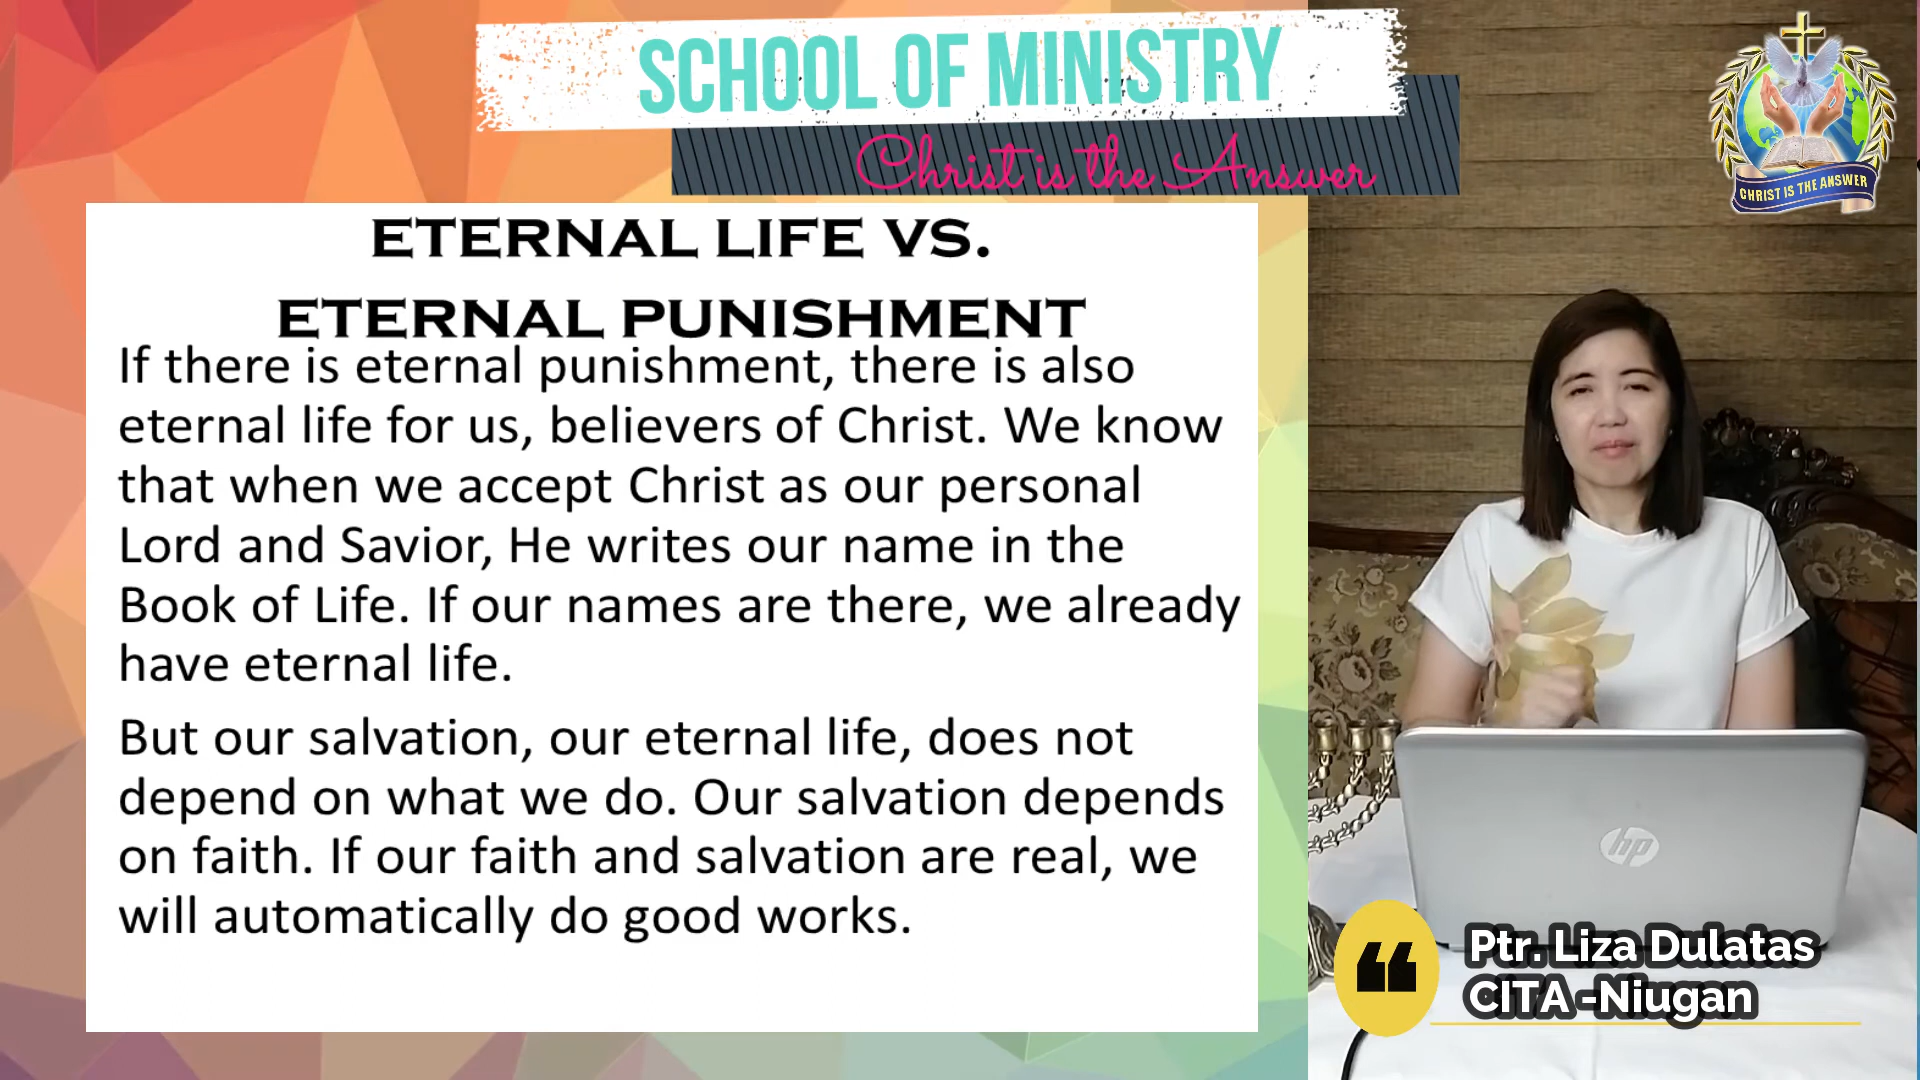 SCHOOL OF MINISTRY
Christ is the Answer
CHRIST IS THE ANSWER
ETERNAL LIFE VS.
ETERNAL PUNISHMENT
If there is eternal punishment, there is also
eternal life for us, believers of Christ. We know
that when we accept Christ as our personal
Lord and Savior, He writes our name in the
Book of Life. If our names are there, we already
have eternal life.
But our salvation, our eternal life, does not
depend on what we do. Our salvation depends
on faith. If our faith and salvation are real, we
will automatically do good works.
hp
Ptr. Liza Dulatas
CITA -Niugan